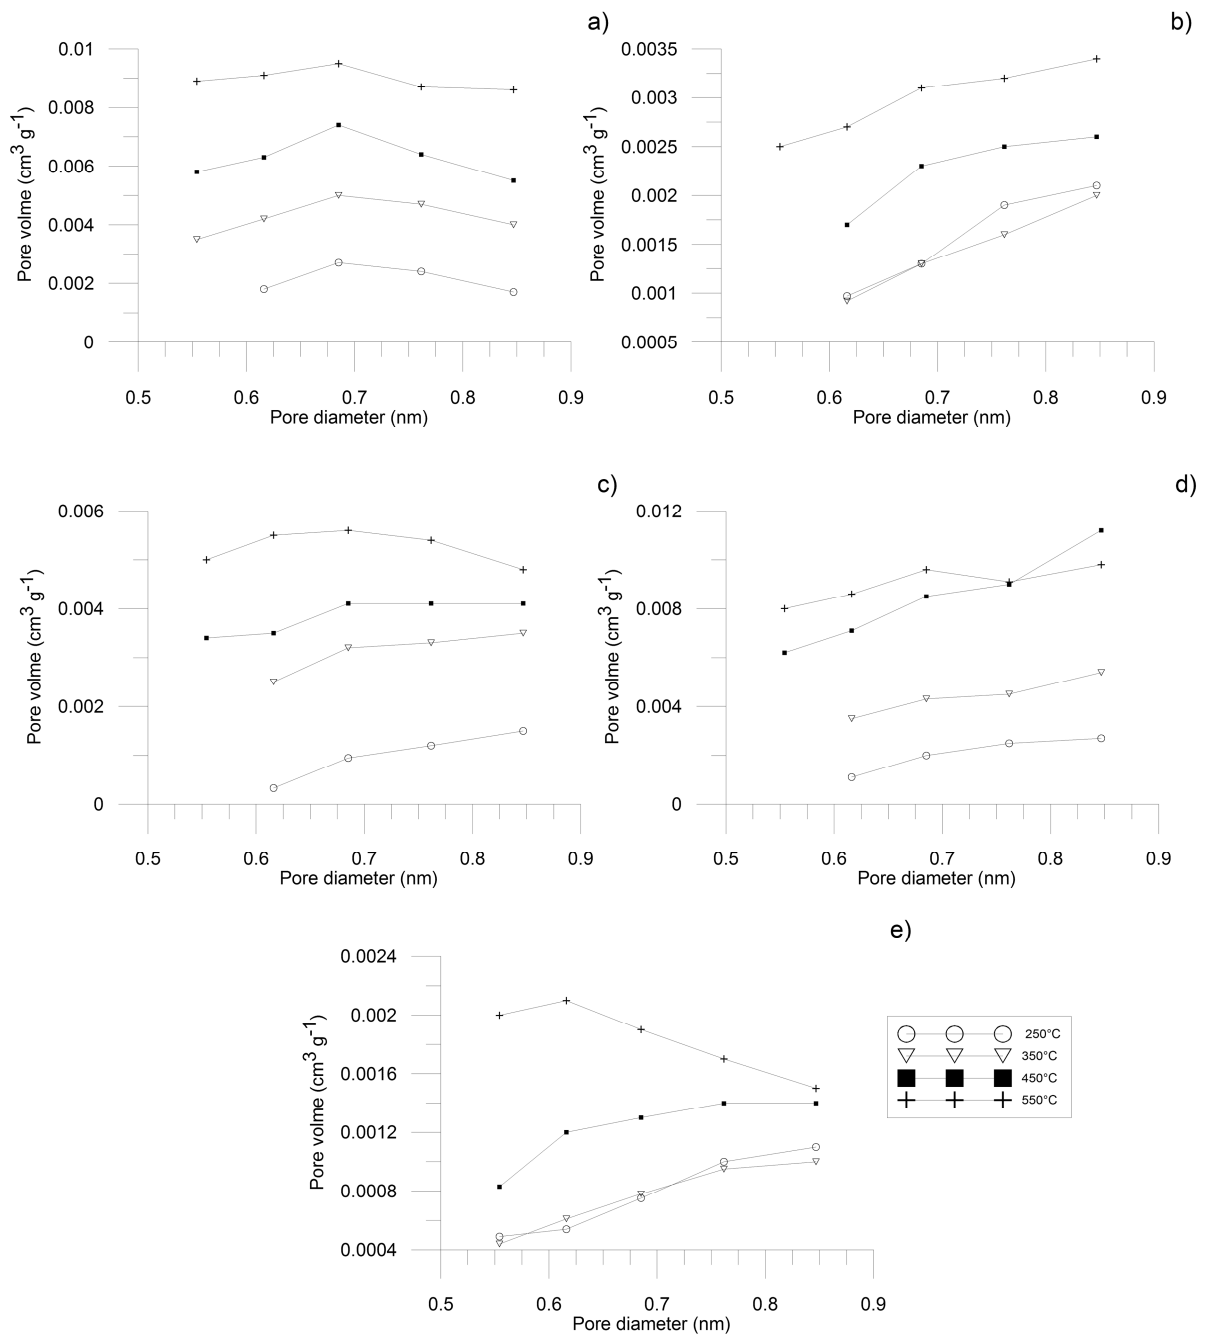 a)
0.01
0.008
0.006
0.004
0.002
0
Pore volme (cm3 g-1)
0.5 0.6 0.7 0.8 0.9
Pore diameter (nm)
b)
0.0035
0.003
0.0025
0.002
0.0015
0.001
0.0005
Pore volme (cm3 g-1)
0.5 0.6 0.7 0.8 0.9
Pore diameter (nm)
c)
0.006
0.004
0.002
0
Pore volme (cm3 g-1)
0.5 0.6 0.7 0.8 0.9
Pore diameter (nm)
d)
0.012
0.008
0.004
0
Pore volme (cm3 g-1)
0.5 0.6 0.7 0.8 0.9
Pore diameter (nm)
e)
0.0024
0.002
0.0016
0.0012
0.0008
0.0004
Pore volme (cm3 g-1)
0.5 0.6 0.7 0.8 0.9
Pore diameter (nm)
250°C
350°C
450°C
550°C